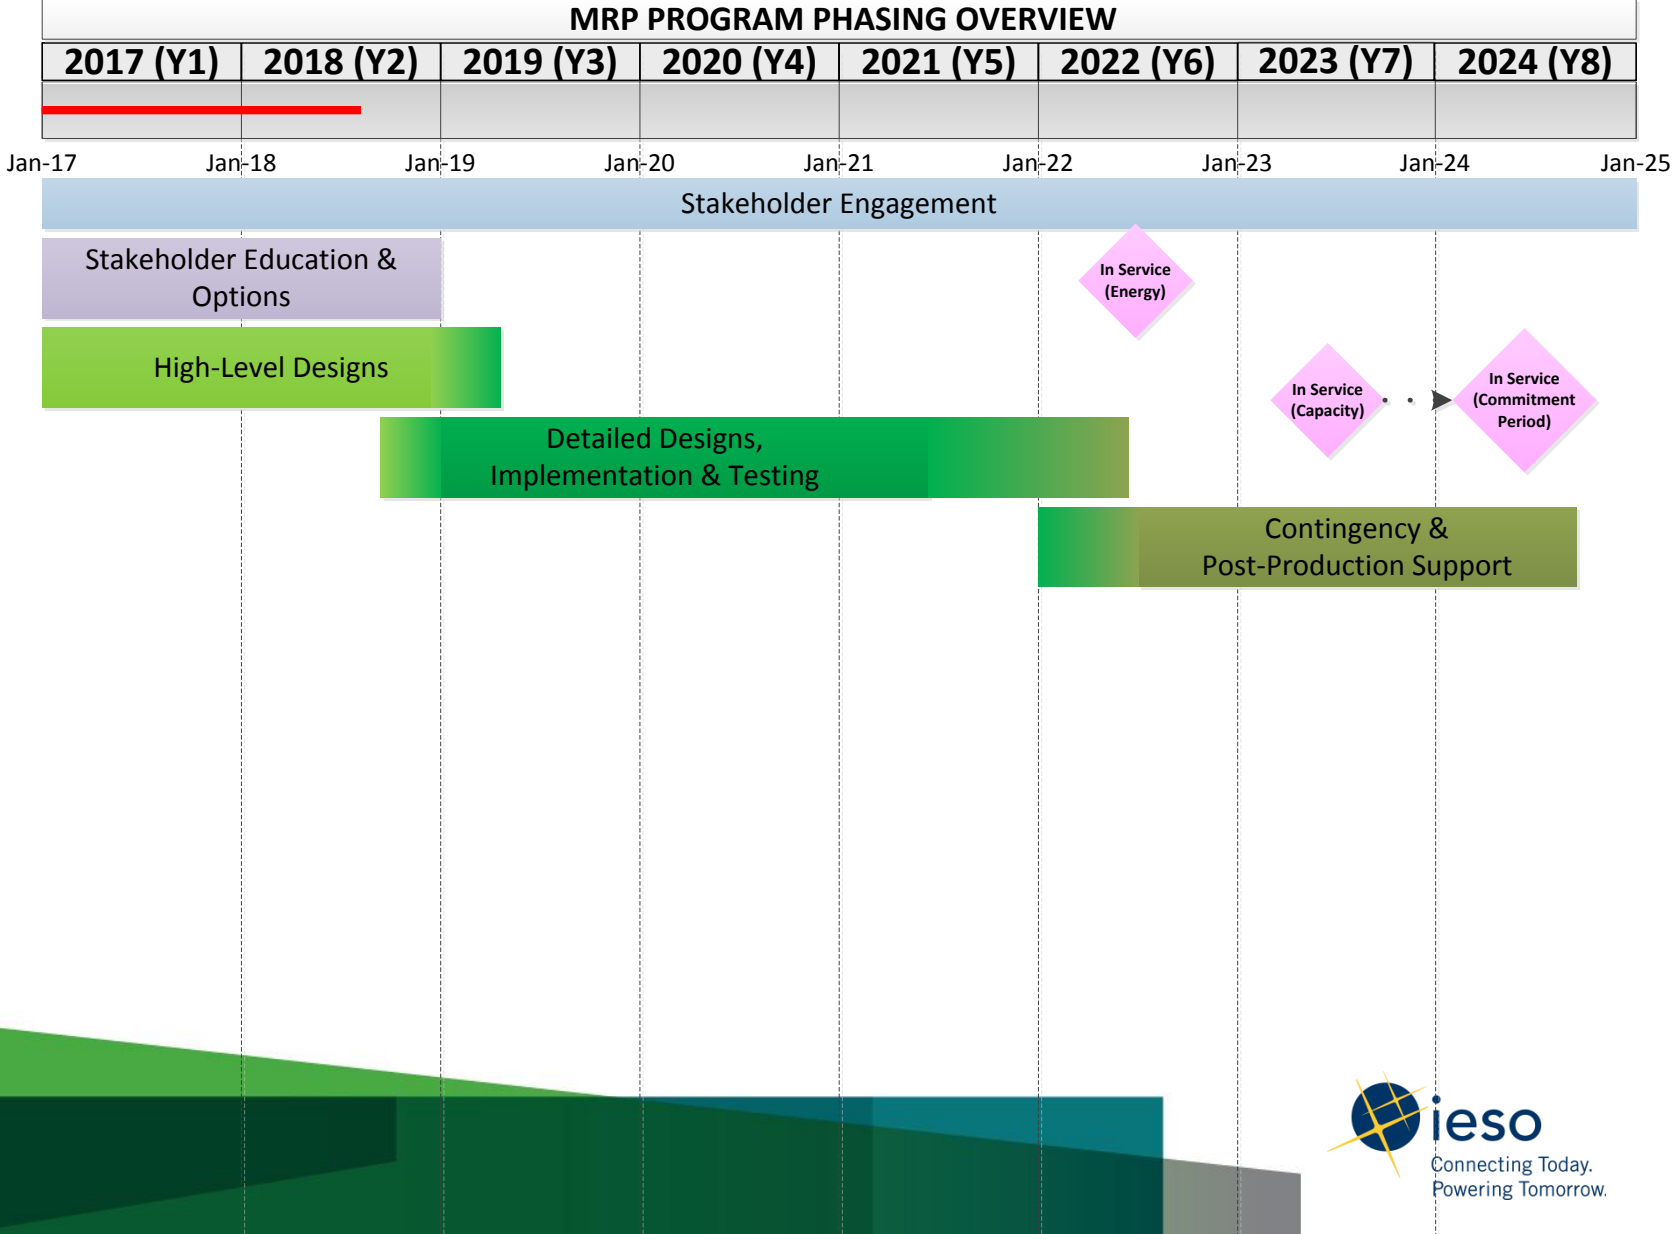 MRP PROGRAM PHASING OVERVIEW
2017 (Y1) 2018 (Y2) 2019 (Y3) 2020 (Y4) 2021 (Y5) 2022 (Y6) 2023 (Y7) 2024 (Y8)
Jan-17 Jan-18 Jan-19 Jan-20 Jan-21 Jan-22 Jan-23 Jan-24 Jan-25
Stakeholder Engagement
Stakeholder Education &
Options
In Service
(Energy)
High-Level Designs
In Service
(Capacity)
In Service
(Commitment
Period)
Detailed Designs,
Implementation & Testing
Contingency &
Post-Production Support
ieso
Connecting Today.
Powering Tomorrow.